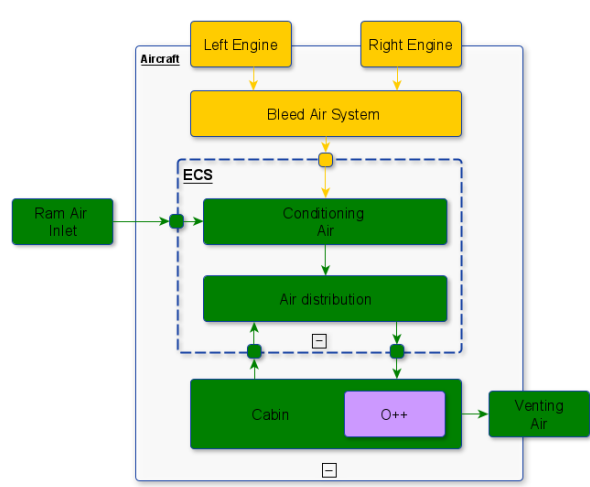 Left Engine
Right Engine
Aircraft
Bleed Air System
ECS
Ram Air
Inlet
Conditioning
Air
Air distribution
Cabin
O++
Venting
Air